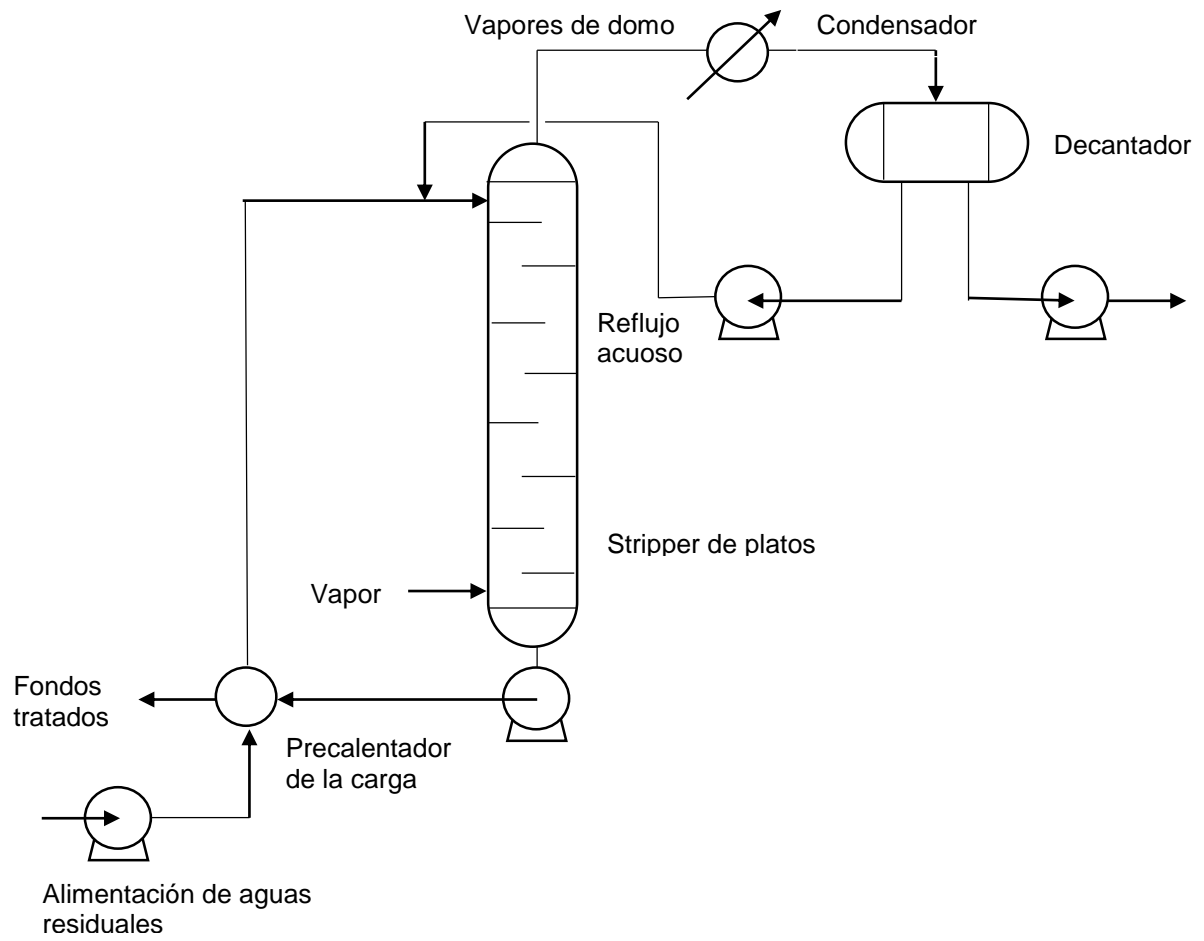 Vapores de domo
Condensador
Decantador
Reflujo
acuoso
Stripper de platos
Vapor
Fondos
tratados
Precalentador
de la carga
Alimentación de aguas
residuales